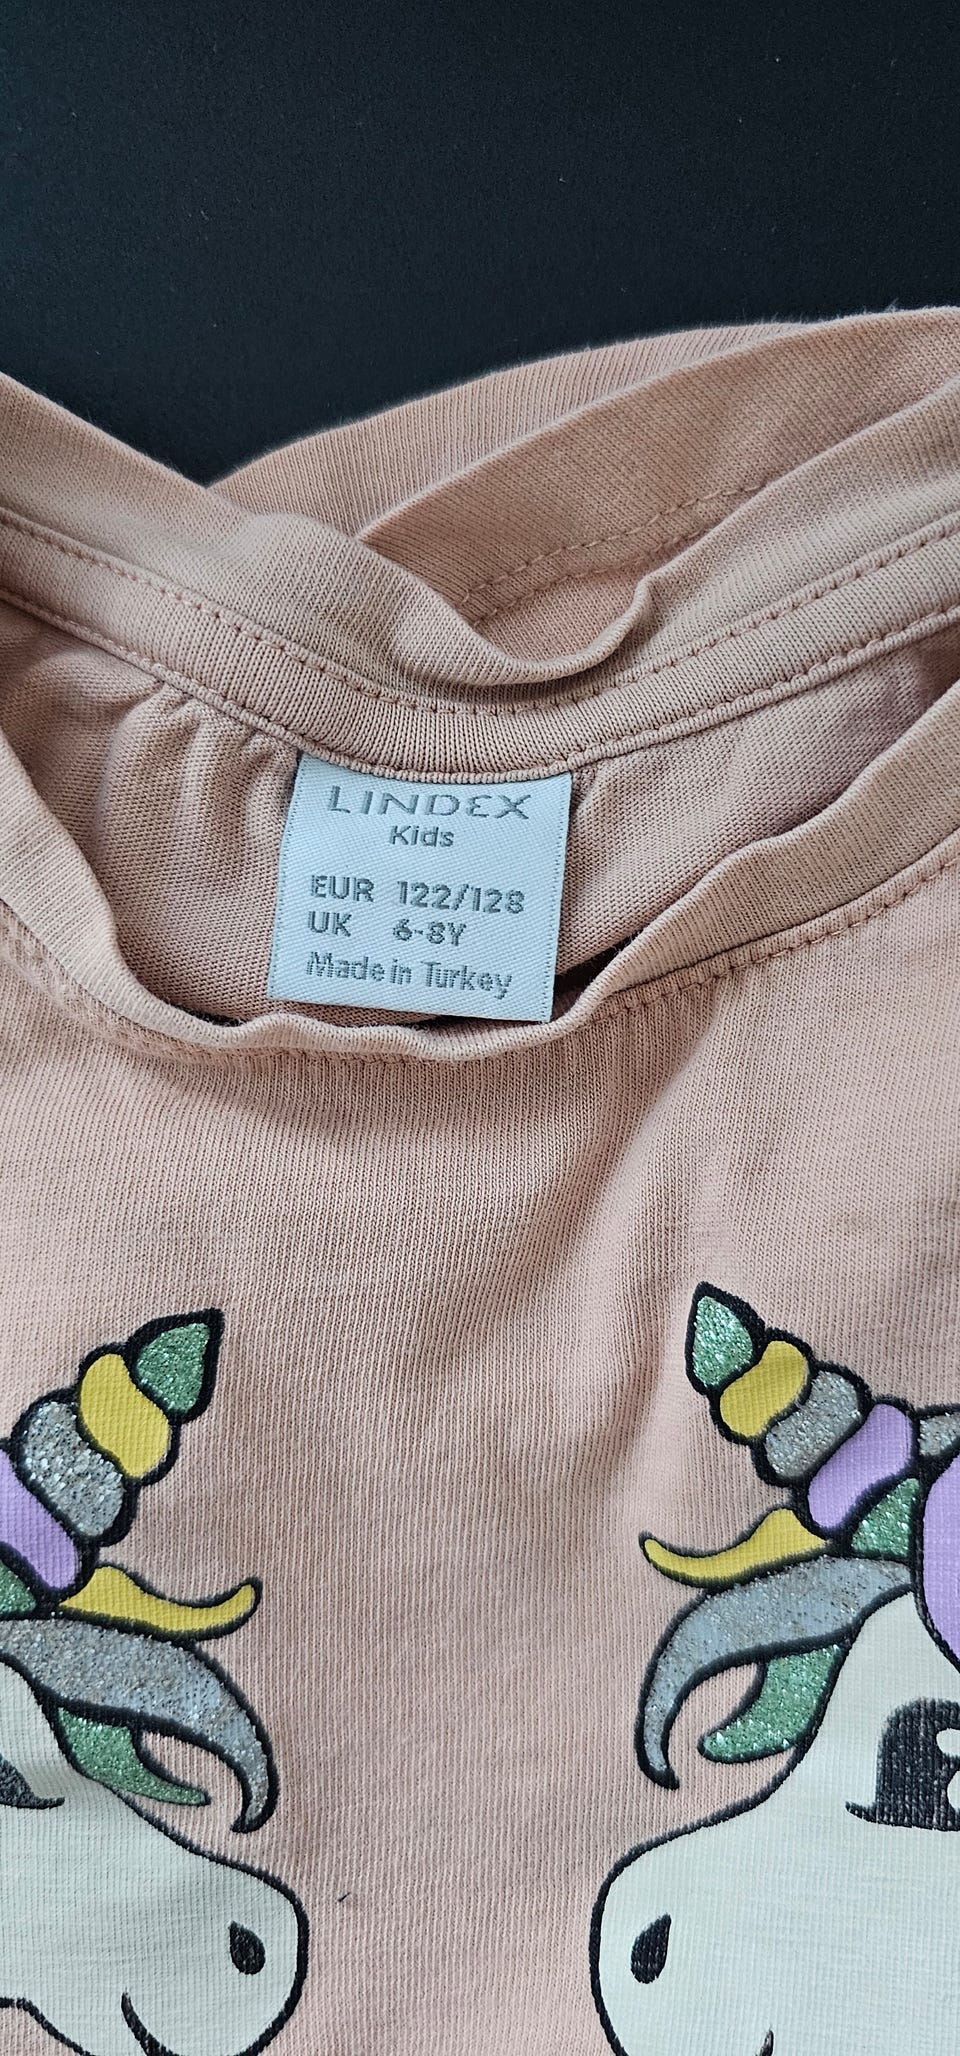 LINDEX
Kids
EUR 122/128
UK 6-8Y
Made in Turkey